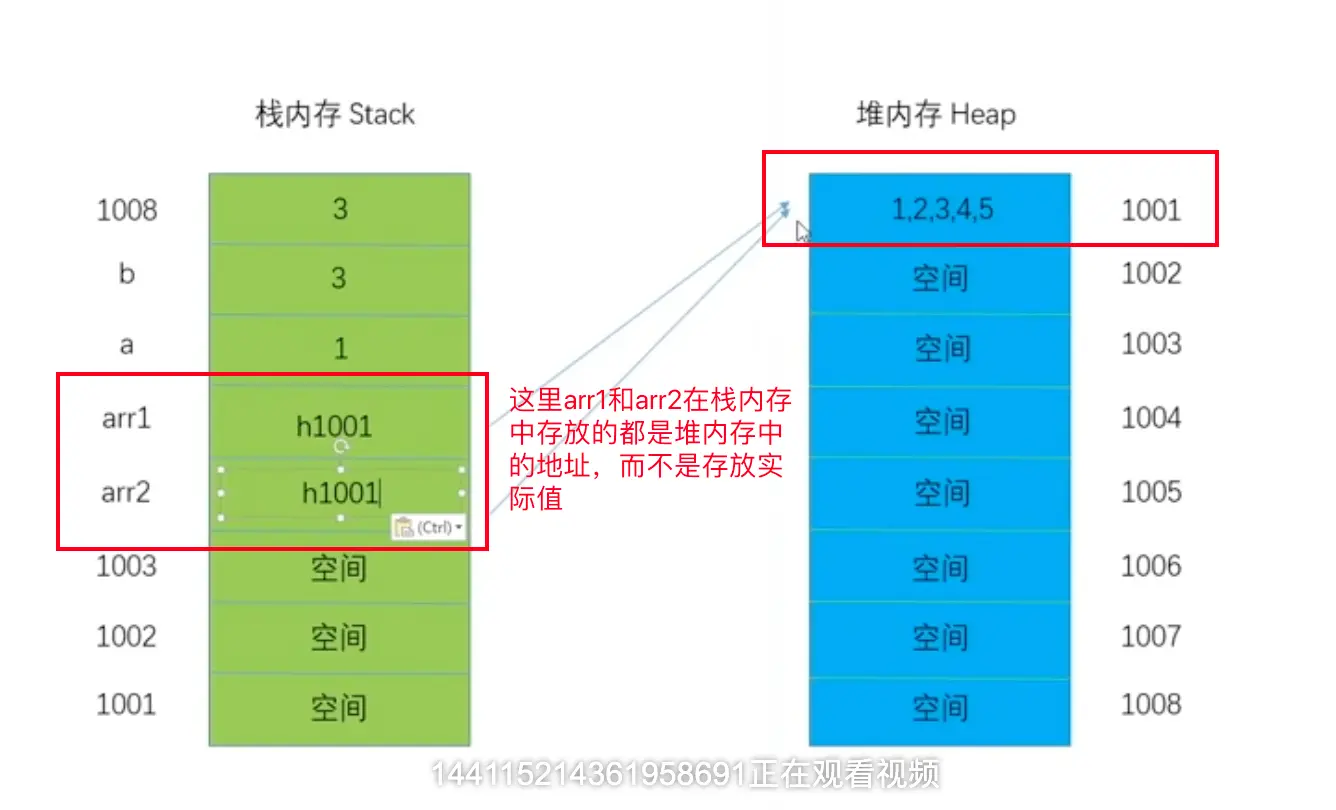 栈内存 Stack
堆内存 Heap
1008
3
1,2,3,4,5
1001
b
3
空间
1002
a
1
空间
1003
arr1
h1001
空间
1004
这里arr1和arr2在栈内存
中存放的都是堆内存中
的地址，而不是存放实
际值
arr2
h1001
(Ctrl)
空间
1005
1003
空间
空间
1006
1002
空间
空间
1007
1001
空间
空间
1008
144115214361958691正在观看视频